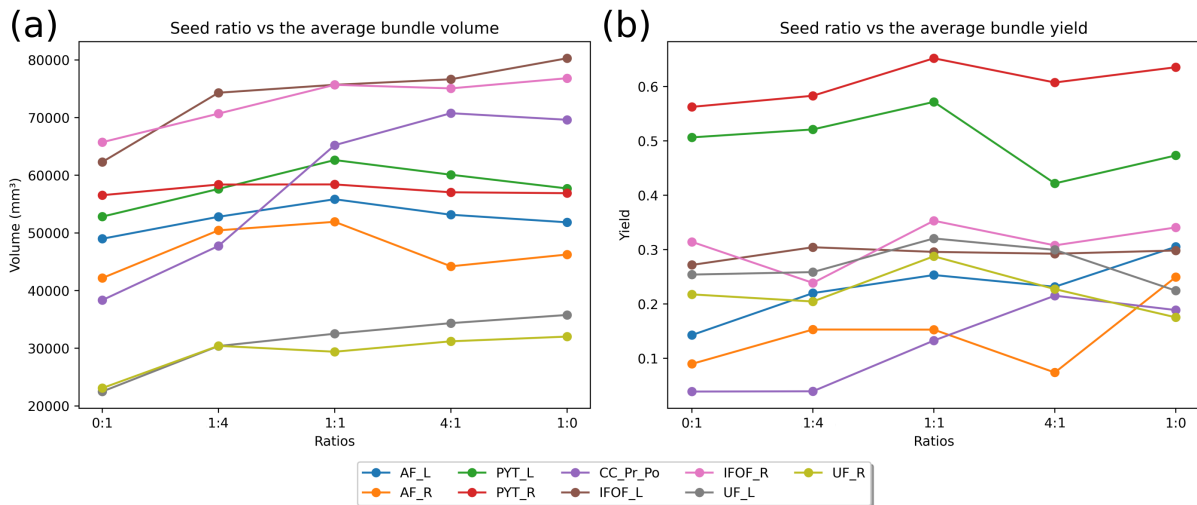 (a)
Seed ratio vs the average bundle volume
Volume (mm³)
80000
70000
60000
50000
40000
30000
20000
0:1 1:4 1:1 4:1 1:0
Ratios
(b)
Seed ratio vs the average bundle yield
Yield
0.6
0.5
0.4
0.3
0.2
0.1
0:1 1:4 1:1 4:1 1:0
Ratios
AF_L PYT_L CC_Pr_Po IFOF_R UF_R
AF_R PYT_R IFOF_L UF_L